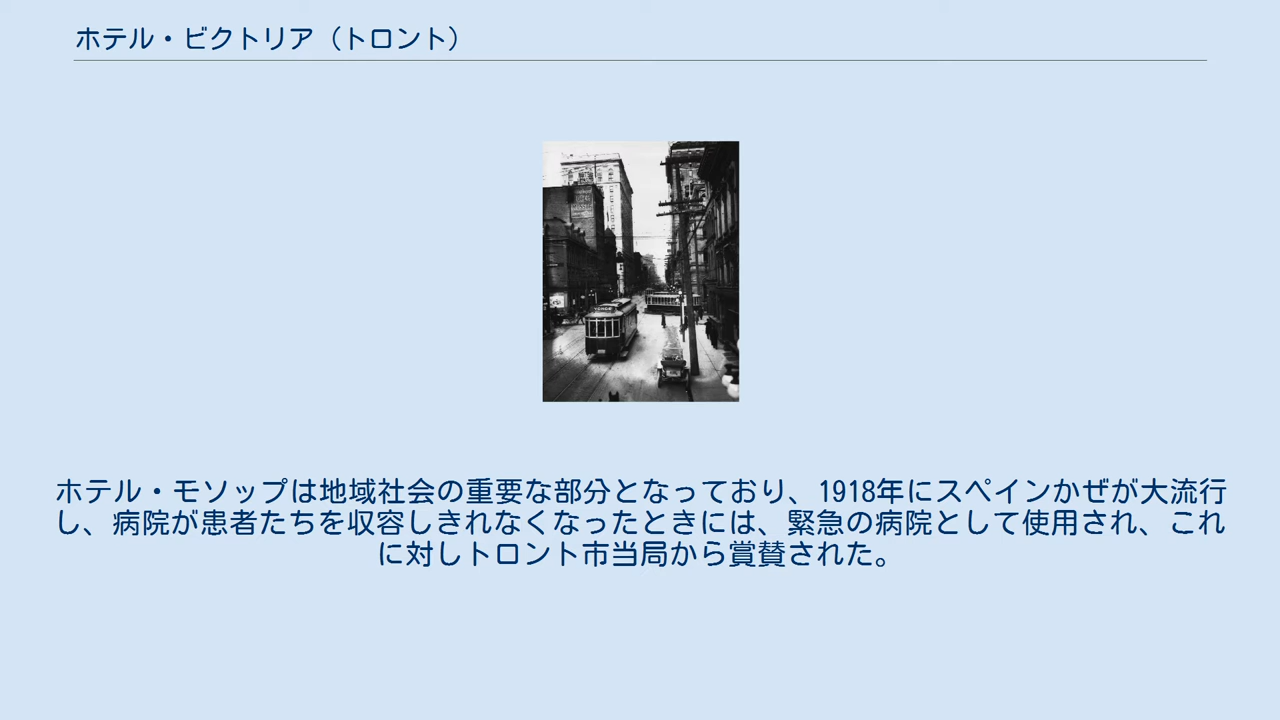 ホテル・ビクトリア（トロント）
YONGE
ホテル・モソップは地域社会の重要な部分となっており、1918年にスペインかぜが大流行
し、病院が患者たちを収容しきれなくなったときには、緊急の病院として使用され、これ
に対しトロント市当局から賞賛された。